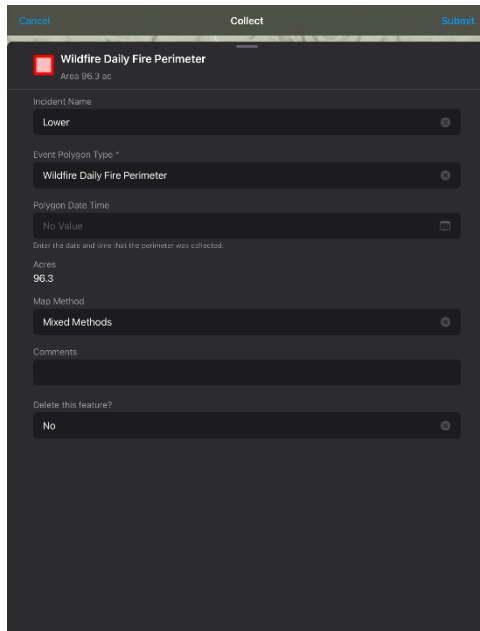 Cancel Collect Submit
Wildfire Daily Fire Perimeter
Area 96.3 ac
Incident Name
Lower
Event Polygon Type *
Wildfire Daily Fire Perimeter
Polygon Date Time
No Value
Enter the date and time that the perimeter was collected.
Acres
96.3
Map Method
Mixed Methods
Comments
Delete this feature?
No